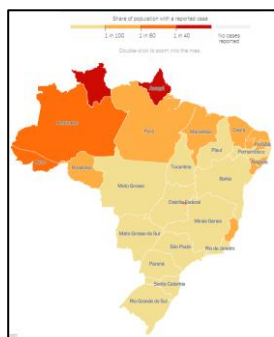 Share of population with a reported case
1 in 100 1 in 60 1 in 40 No cases reported
Double-click to zoom into the map.
Amapá
Amazonas
Pará
Maranhão
Ceará
Piauí
Pernambuco
Acre
Rondônia
Tocantins
Alagoas
Mato Grosso
Bahia
Distrito Federal
Minas Gerais
Mato Grosso do Sul
São Paulo
Rio de Janeiro
Paraná
Santa Catarina
Rio Grande do Sul